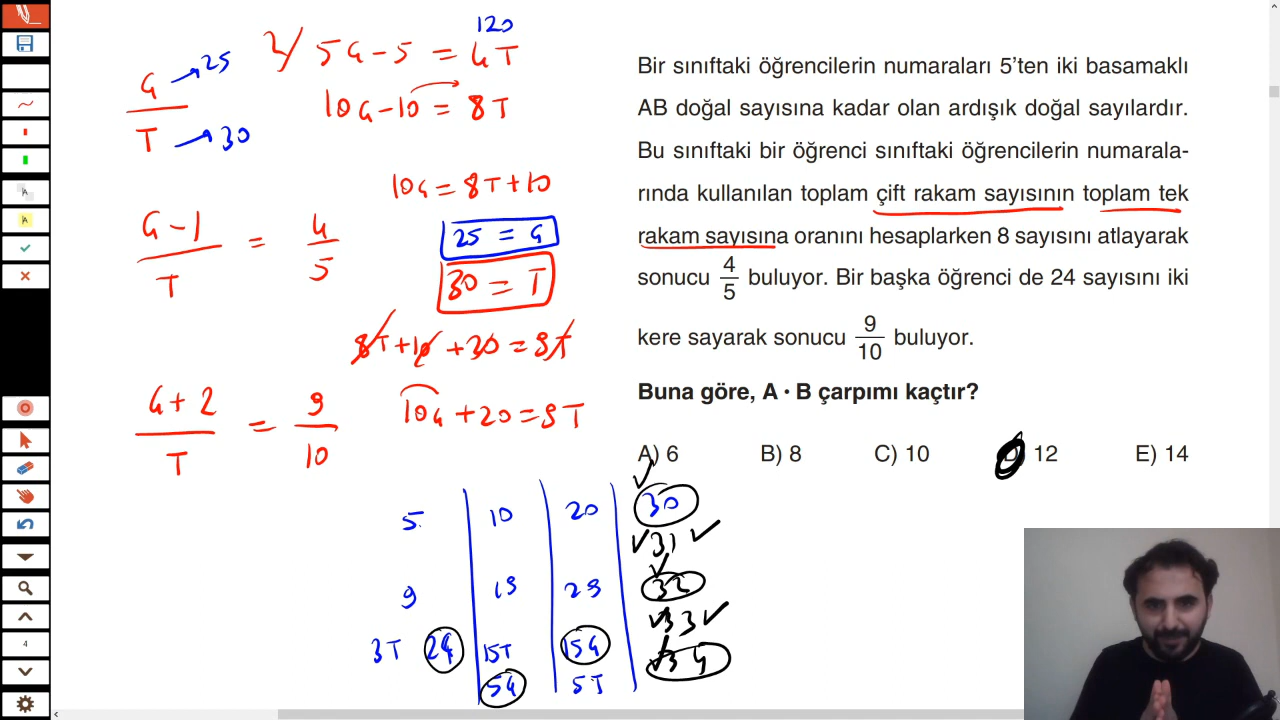 Bir sınıftaki öğrencilerin numaraları 5'ten iki basamaklı
AB doğal sayısına kadar olan ardışık doğal sayılardır.
Bu sınıftaki bir öğrenci sınıftaki öğrencilerin numarala-
rında kullanılan toplam çift rakam sayısının toplam tek
rakam sayısına oranını hesaplarken 8 sayısını atlayarak
sonucu 4/5 buluyor. Bir başka öğrenci de 24 sayısını iki
kere sayarak sonucu 9/10 buluyor.
Buna göre, A · B çarpımı kaçtır?
A) 6 B) 8 C) 10 D) 12 E) 14
Ç → 25
T → 30
2/ 5Ç - 5 = 4T
120
10Ç - 10 = 8T
10Ç = 8T + 10
Ç - 1 / T = 4 / 5
25 = Ç
30 = T
8T + 10 + 20 = 9T
Ç + 2 / T = 9 / 10
10Ç + 20 = 9T
5 10 20 30
31
9 19 29 32
33
3T 2Ç 15T 15Ç 34
5Ç 5T
4